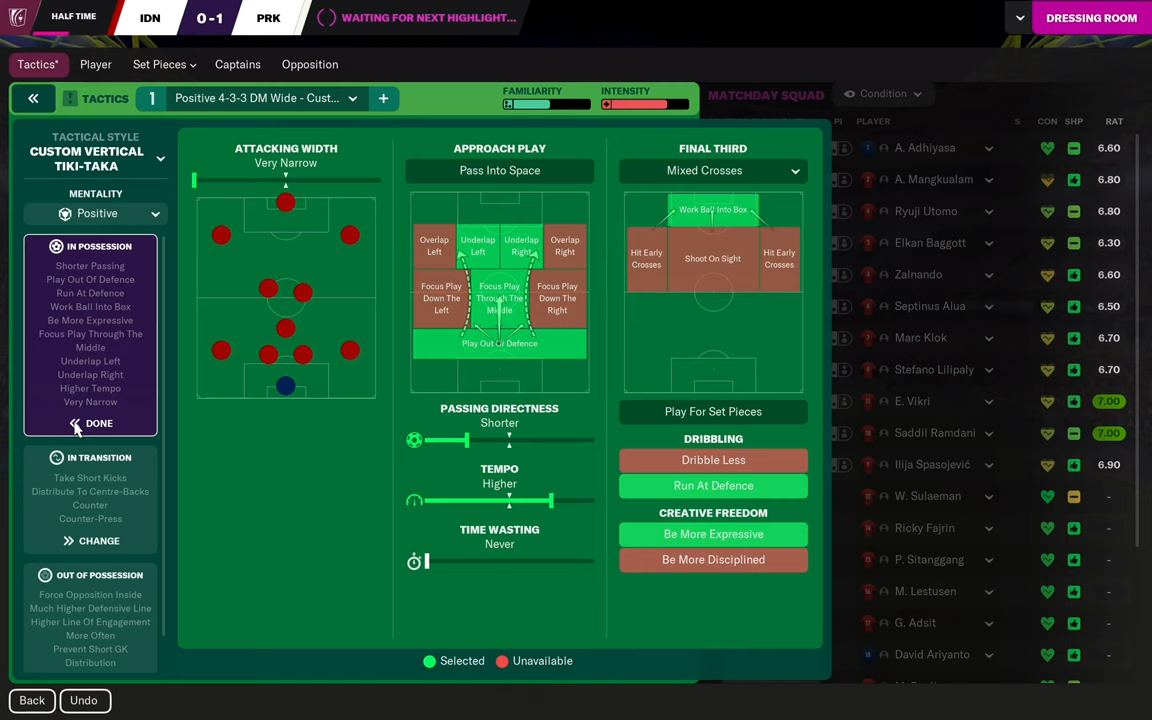 HALF TIME
IDN
0 - 1
PRK
WAITING FOR NEXT HIGHLIGHT...
DRESSING ROOM
Tactics*
Player
Set Pieces
Captains
Opposition
TACTICS
1
Positive 4-3-3 DM Wide - Cust...
FAMILIARITY
INTENSITY
MATCHDAY SQUAD
Condition
TACTICAL STYLE
CUSTOM VERTICAL
TIKI-TAKA
MENTALITY
Positive
IN POSSESSION
Shorter Passing
Play Out Of Defence
Run At Defence
Work Ball Into Box
Be More Expressive
Focus Play Through The
Middle
Underlap Left
Underlap Right
Higher Tempo
Very Narrow
DONE
IN TRANSITION
Take Short Kicks
Distribute To Centre-Backs
Counter
Counter-Press
CHANGE
OUT OF POSSESSION
Force Opposition Inside
Much Higher Defensive Line
Higher Line Of Engagement
More Often
Prevent Short GK
Distribution
ATTACKING WIDTH
Very Narrow
APPROACH PLAY
Pass Into Space
Overlap
Left
Underlap
Left
Underlap
Right
Overlap
Right
Focus Play
Down The
Left
Focus Play
Through The
Middle
Focus Play
Down The
Right
Play Out Of Defence
PASSING DIRECTNESS
Shorter
TEMPO
Higher
TIME WASTING
Never
FINAL THIRD
Mixed Crosses
Work Ball Into Box
Hit Early
Crosses
Shoot On Sight
Hit Early
Crosses
Play For Set Pieces
DRIBBLING
Dribble Less
Run At Defence
CREATIVE FREEDOM
Be More Expressive
Be More Disciplined
Selected
Unavailable
PI PLAYER S CON SHP RAT
A. Adhiyasa 6.60
A. Mangkualam 6.80
Ryuji Utomo 6.80
Elkan Baggott 6.30
Zalnando 6.60
Septinus Alua 6.50
Marc Klok 6.70
Stefano Lilipaly 6.70
E. Vikri 7.00
Saddil Ramdani 7.00
Ilija Spasojević 6.90
W. Sulaeman -
Ricky Fajrin -
P. Sitanggang -
M. Lestusen -
G. Adsit -
David Ariyanto -
Back
Undo